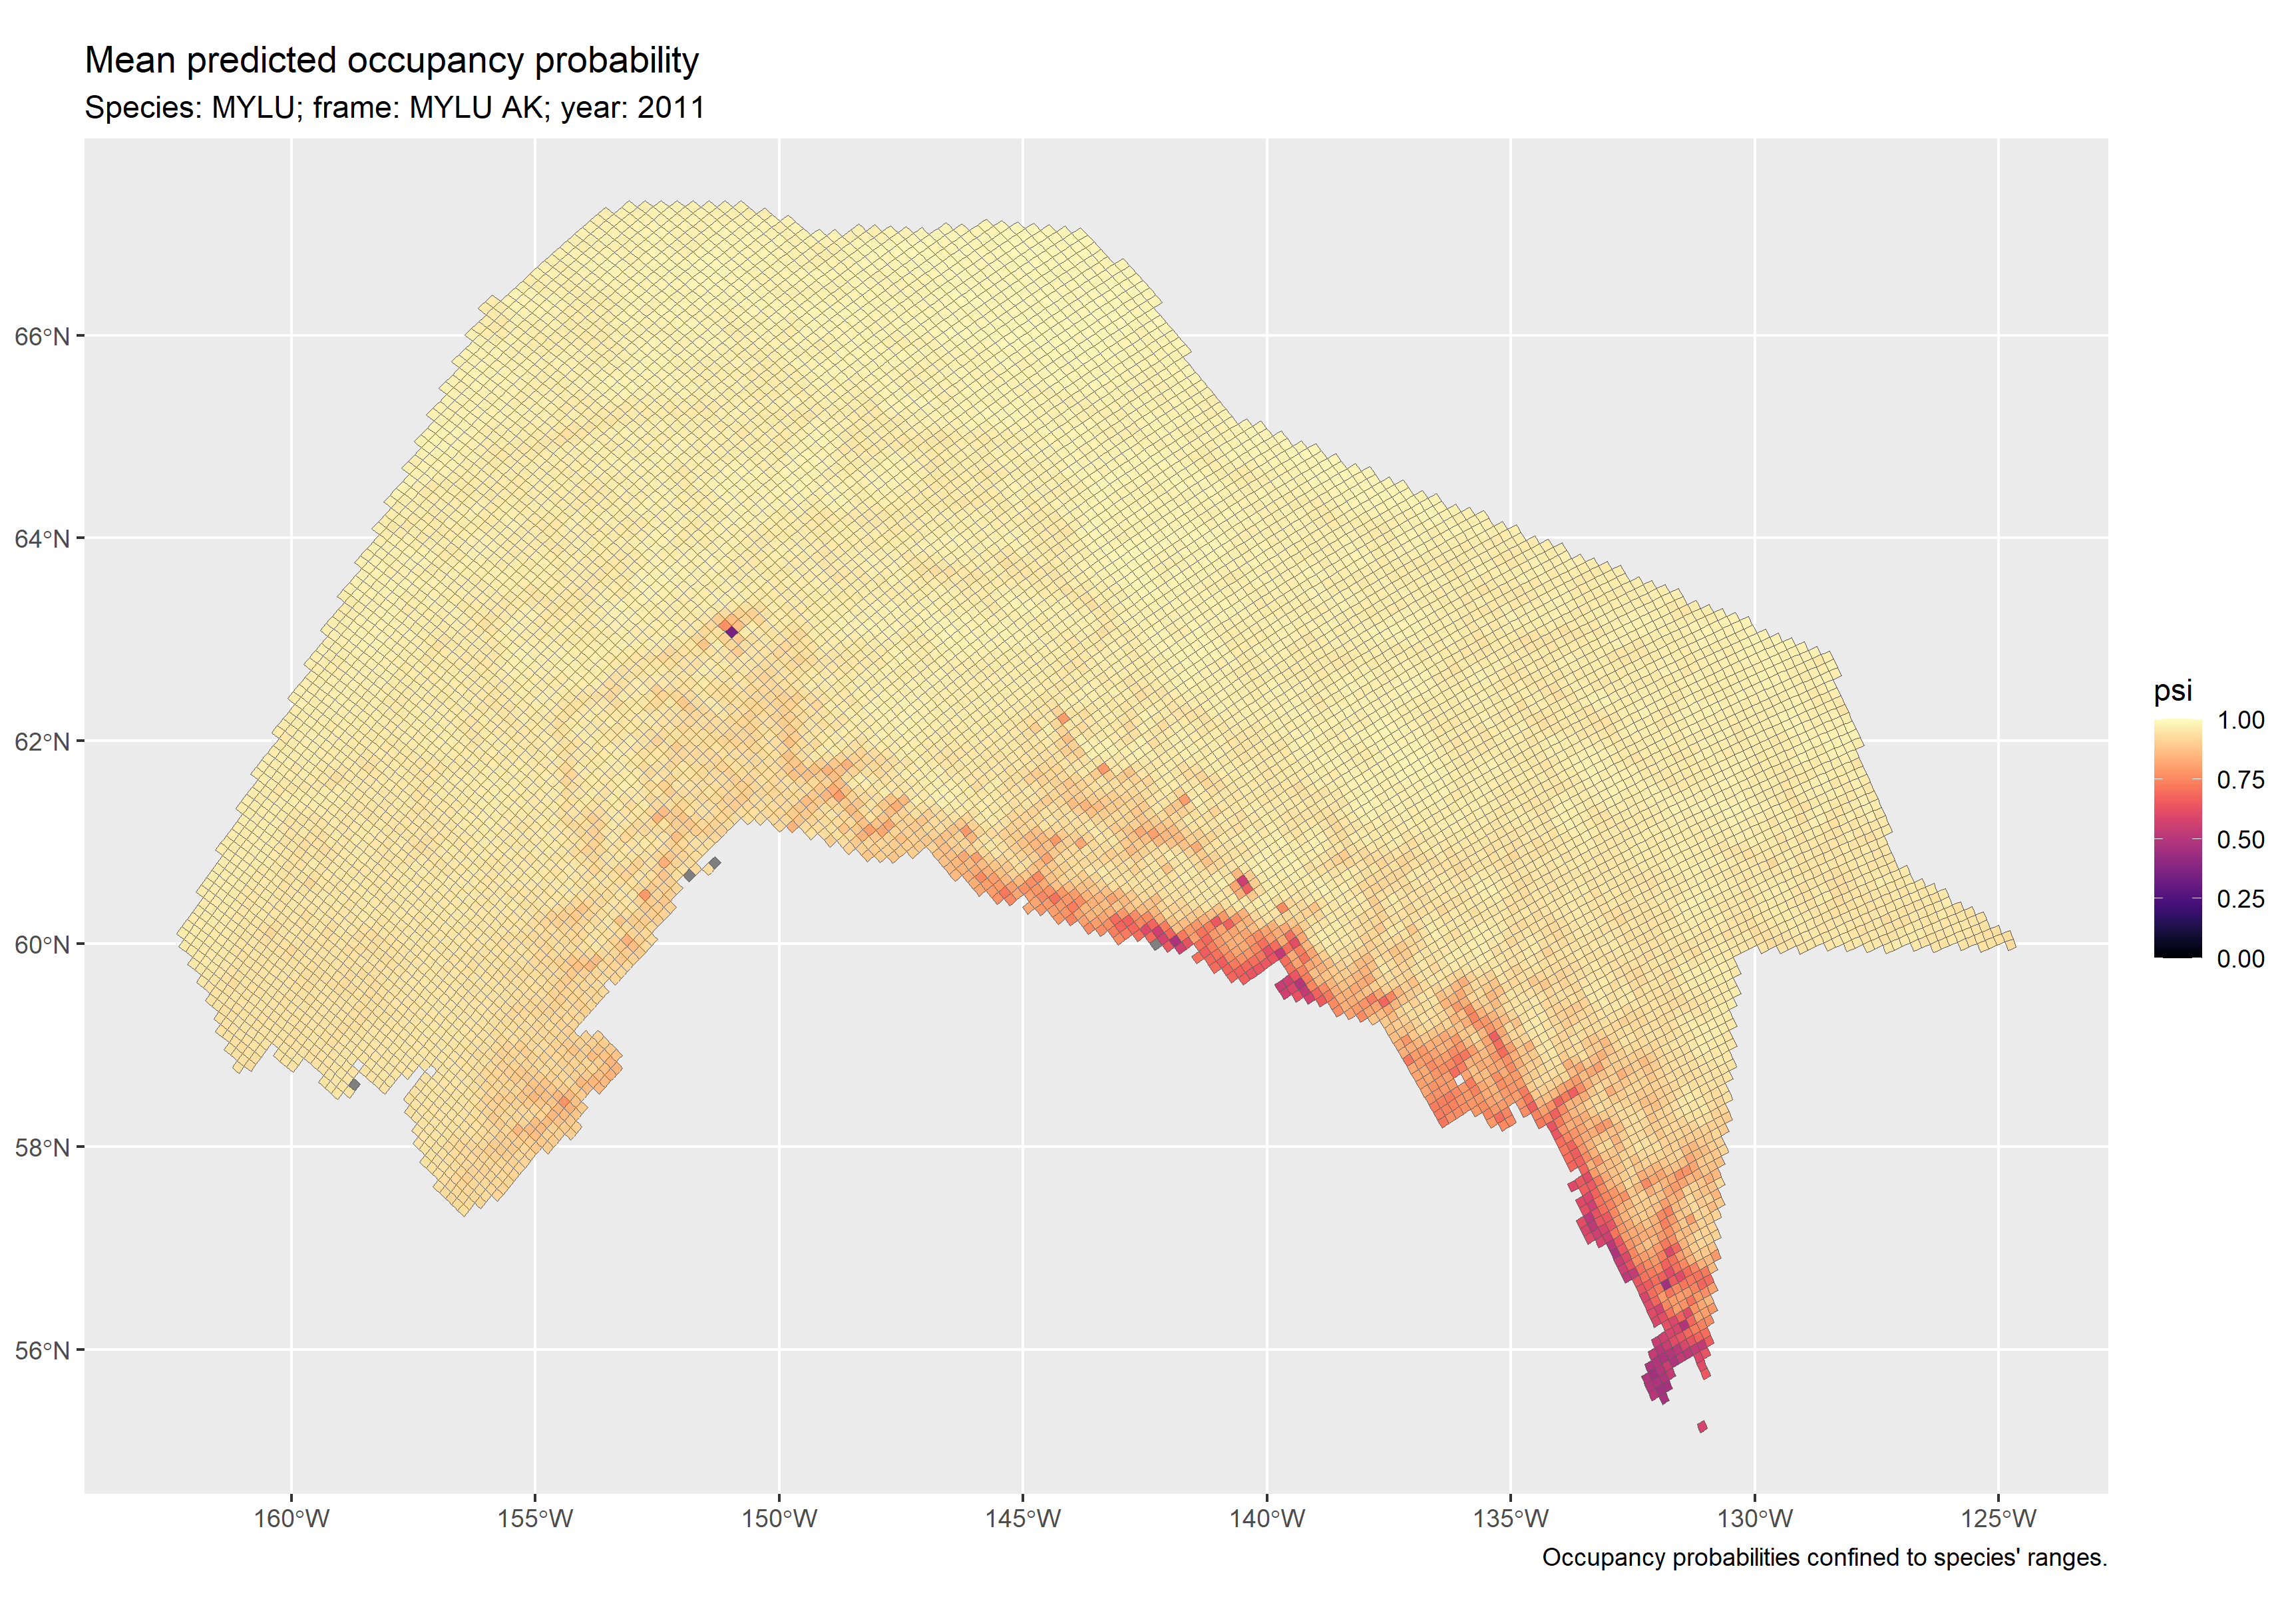 Mean predicted occupancy probability
Species: MYLU; frame: MYLU AK; year: 2011
66°N
64°N
62°N
60°N
58°N
56°N
160°W
155°W
150°W
145°W
140°W
135°W
130°W
125°W
psi
1.00
0.75
0.50
0.25
0.00
Occupancy probabilities confined to species' ranges.